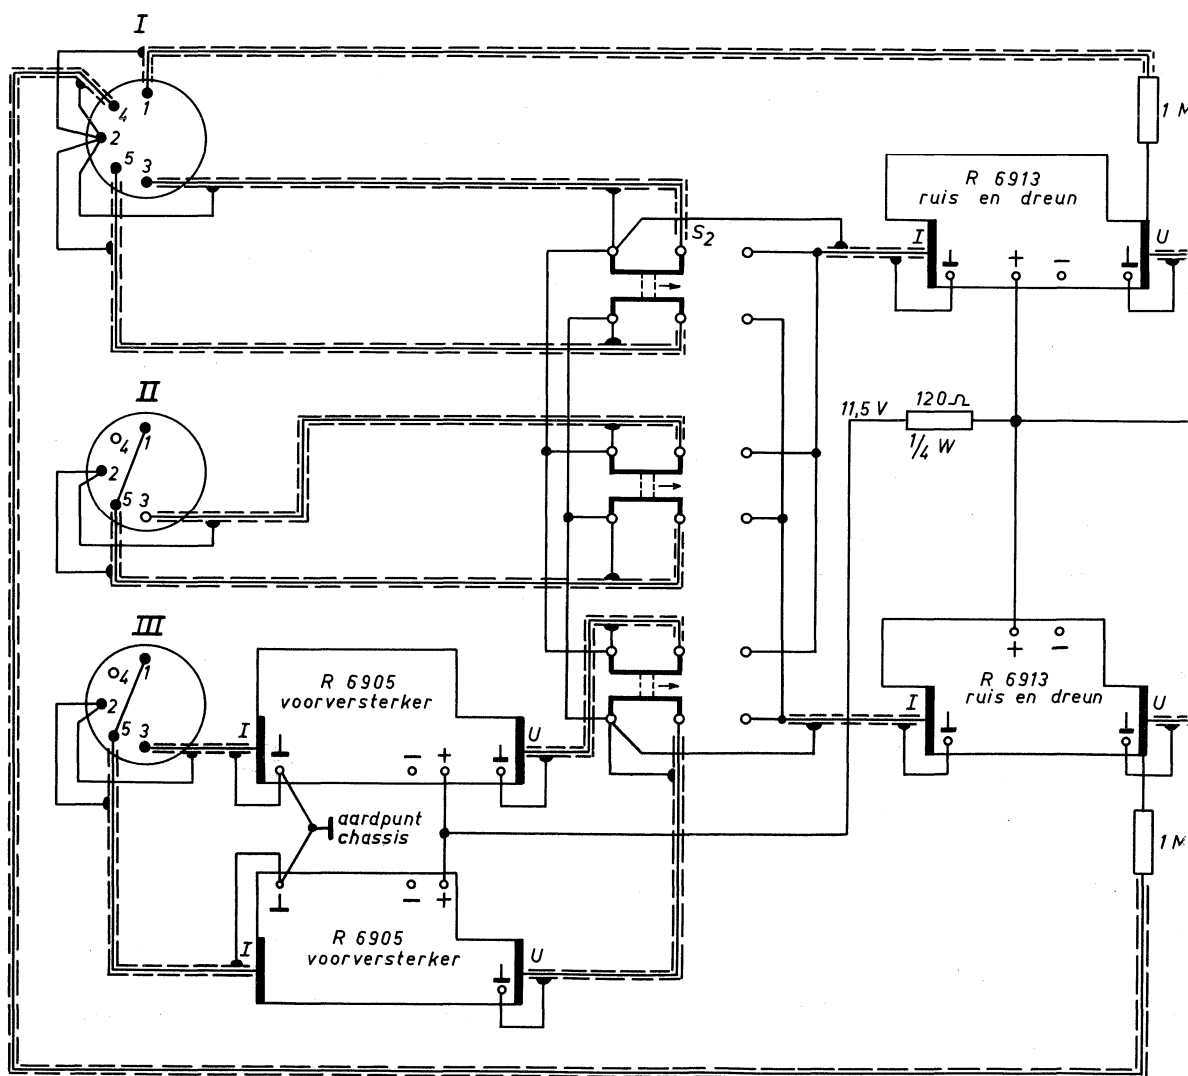 I
4
1
2
5 3
1 M
R 6913
ruis en dreun
I
U
+ −
S2
II
4
1
2
5 3
11,5 V
120Ω
1/4 W
III
4
1
2
5 3
R 6905
voorversterker
I
U
− +
+ −
R 6913
ruis en dreun
I
U
aardpunt
chassis
1 M
− +
R 6905
voorversterker
I
U